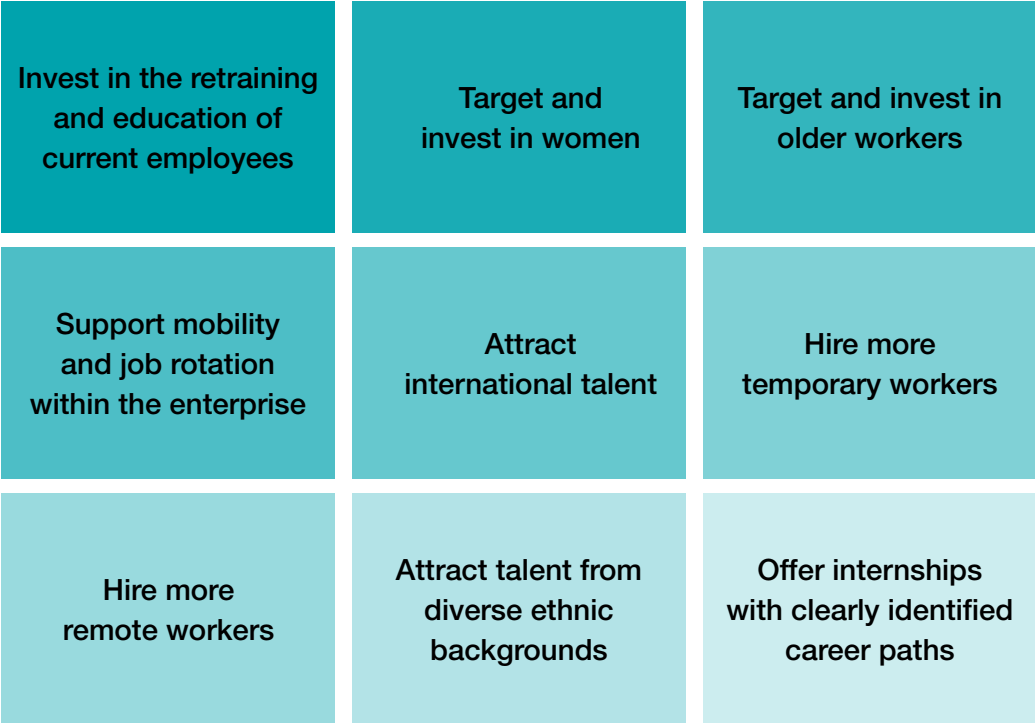 Invest in the retraining
and education of
current employees
Target and
invest in women
Target and invest in
older workers
Support mobility
and job rotation
within the enterprise
Attract
international talent
Hire more
temporary workers
Hire more
remote workers
Attract talent from
diverse ethnic
backgrounds
Offer internships
with clearly identified
career paths